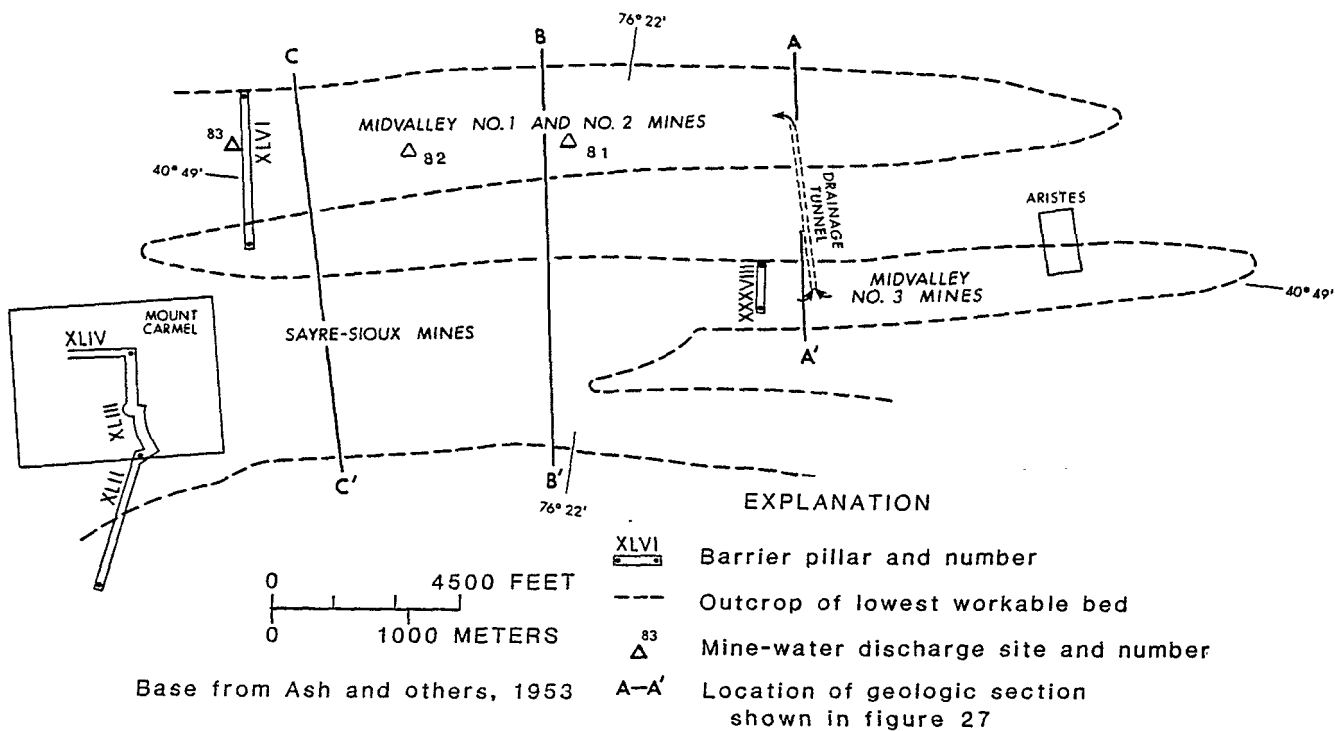 76° 22'
C
B
A
83
XLVI
MIDVALLEY NO.1 AND NO.2 MINES
82
81
40° 49'
DRAINAGE
TUNNEL
ARISTES
XXXVIII
MIDVALLEY
NO. 3 MINES
40° 49'
MOUNT
CARMEL
XLIV
SAYRE-SIOUX MINES
A'
XLIII
XLII
C'
B'
76° 22'
EXPLANATION
XLVI
Barrier pillar and number
0 4500 FEET
Outcrop of lowest workable bed
0 1000 METERS
83
Mine-water discharge site and number
Base from Ash and others, 1953
A—A' Location of geologic section
shown in figure 27